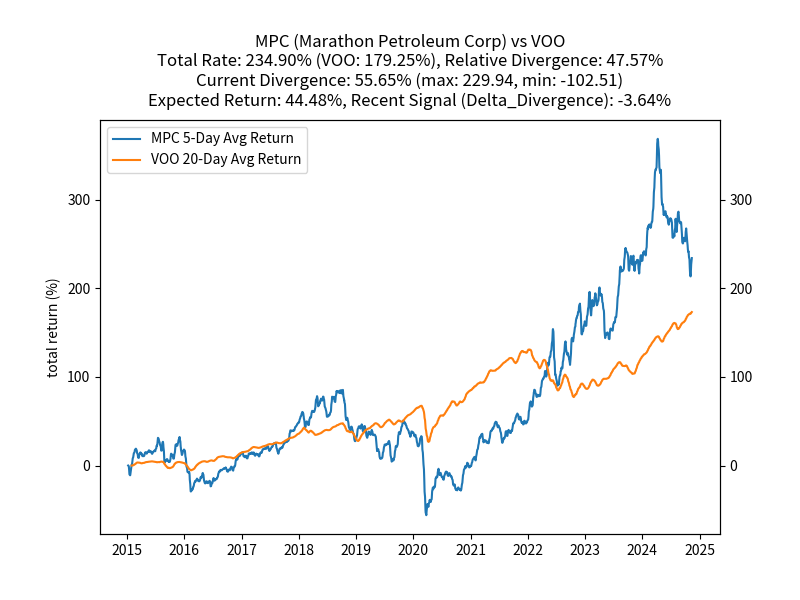 MPC (Marathon Petroleum Corp) vs VOO
Total Rate: 234.90% (VOO: 179.25%), Relative Divergence: 47.57%
Current Divergence: 55.65% (max: 229.94, min: -102.51)
Expected Return: 44.48%, Recent Signal (Delta_Divergence): -3.64%
MPC 5-Day Avg Return
VOO 20-Day Avg Return
total return (%)
300
200
100
0
300
200
100
0
2015 2016 2017 2018 2019 2020 2021 2022 2023 2024 2025